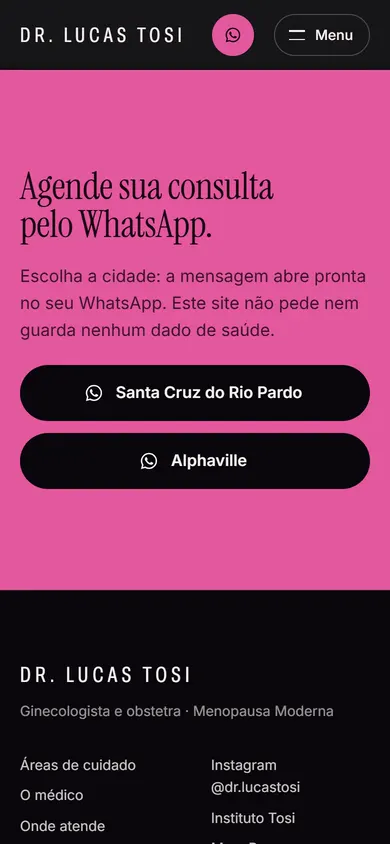 DR. LUCAS TOSI
Menu
Agende sua consulta
pelo WhatsApp.
Escolha a cidade: a mensagem abre pronta
no seu WhatsApp. Este site não pede nem
guarda nenhum dado de saúde.
Santa Cruz do Rio Pardo
Alphaville
DR. LUCAS TOSI
Ginecologista e obstetra · Menopausa Moderna
Áreas de cuidado
O médico
Onde atende
Instagram
@dr.lucastosi
Instituto Tosi